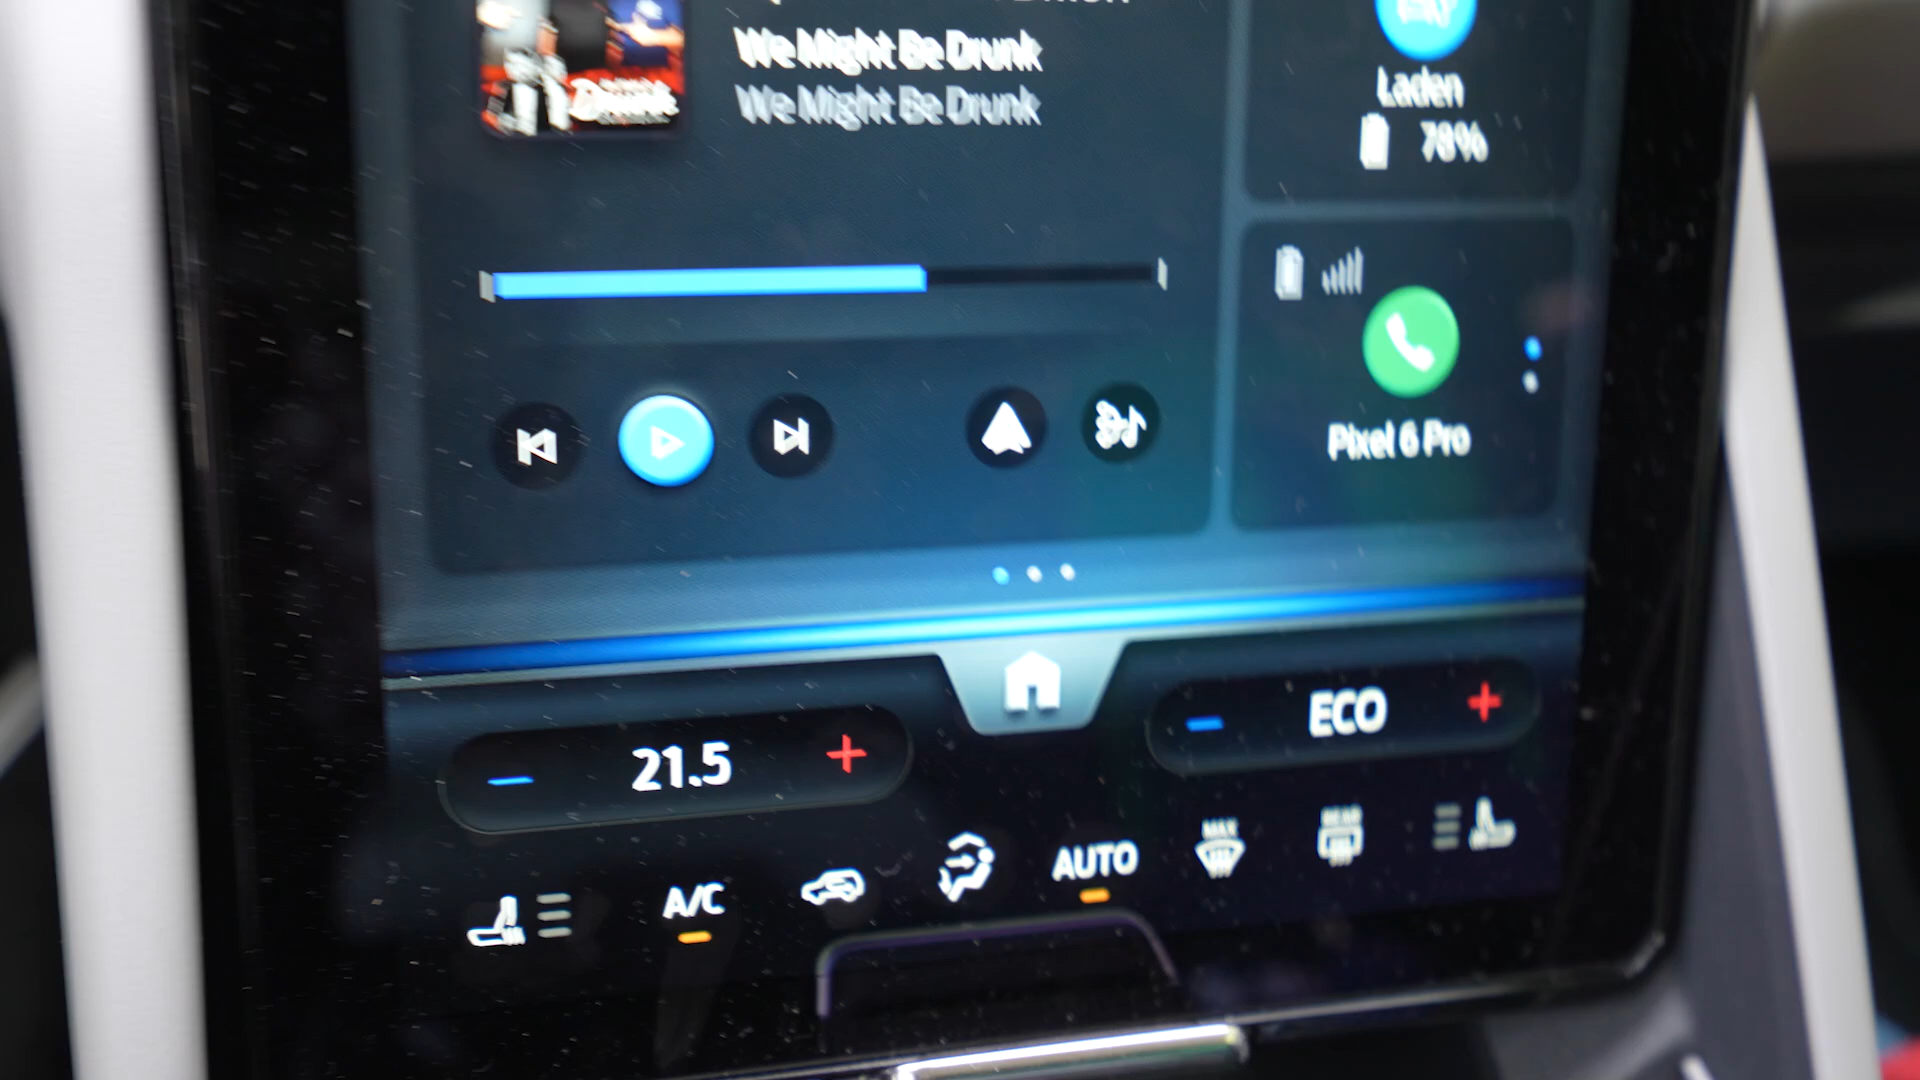 We Might Be Drunk
We Might Be Drunk
Drunk
Laden
78%
Pixel 6 Pro
21.5
ECO
A/C
AUTO
MAX
REAR